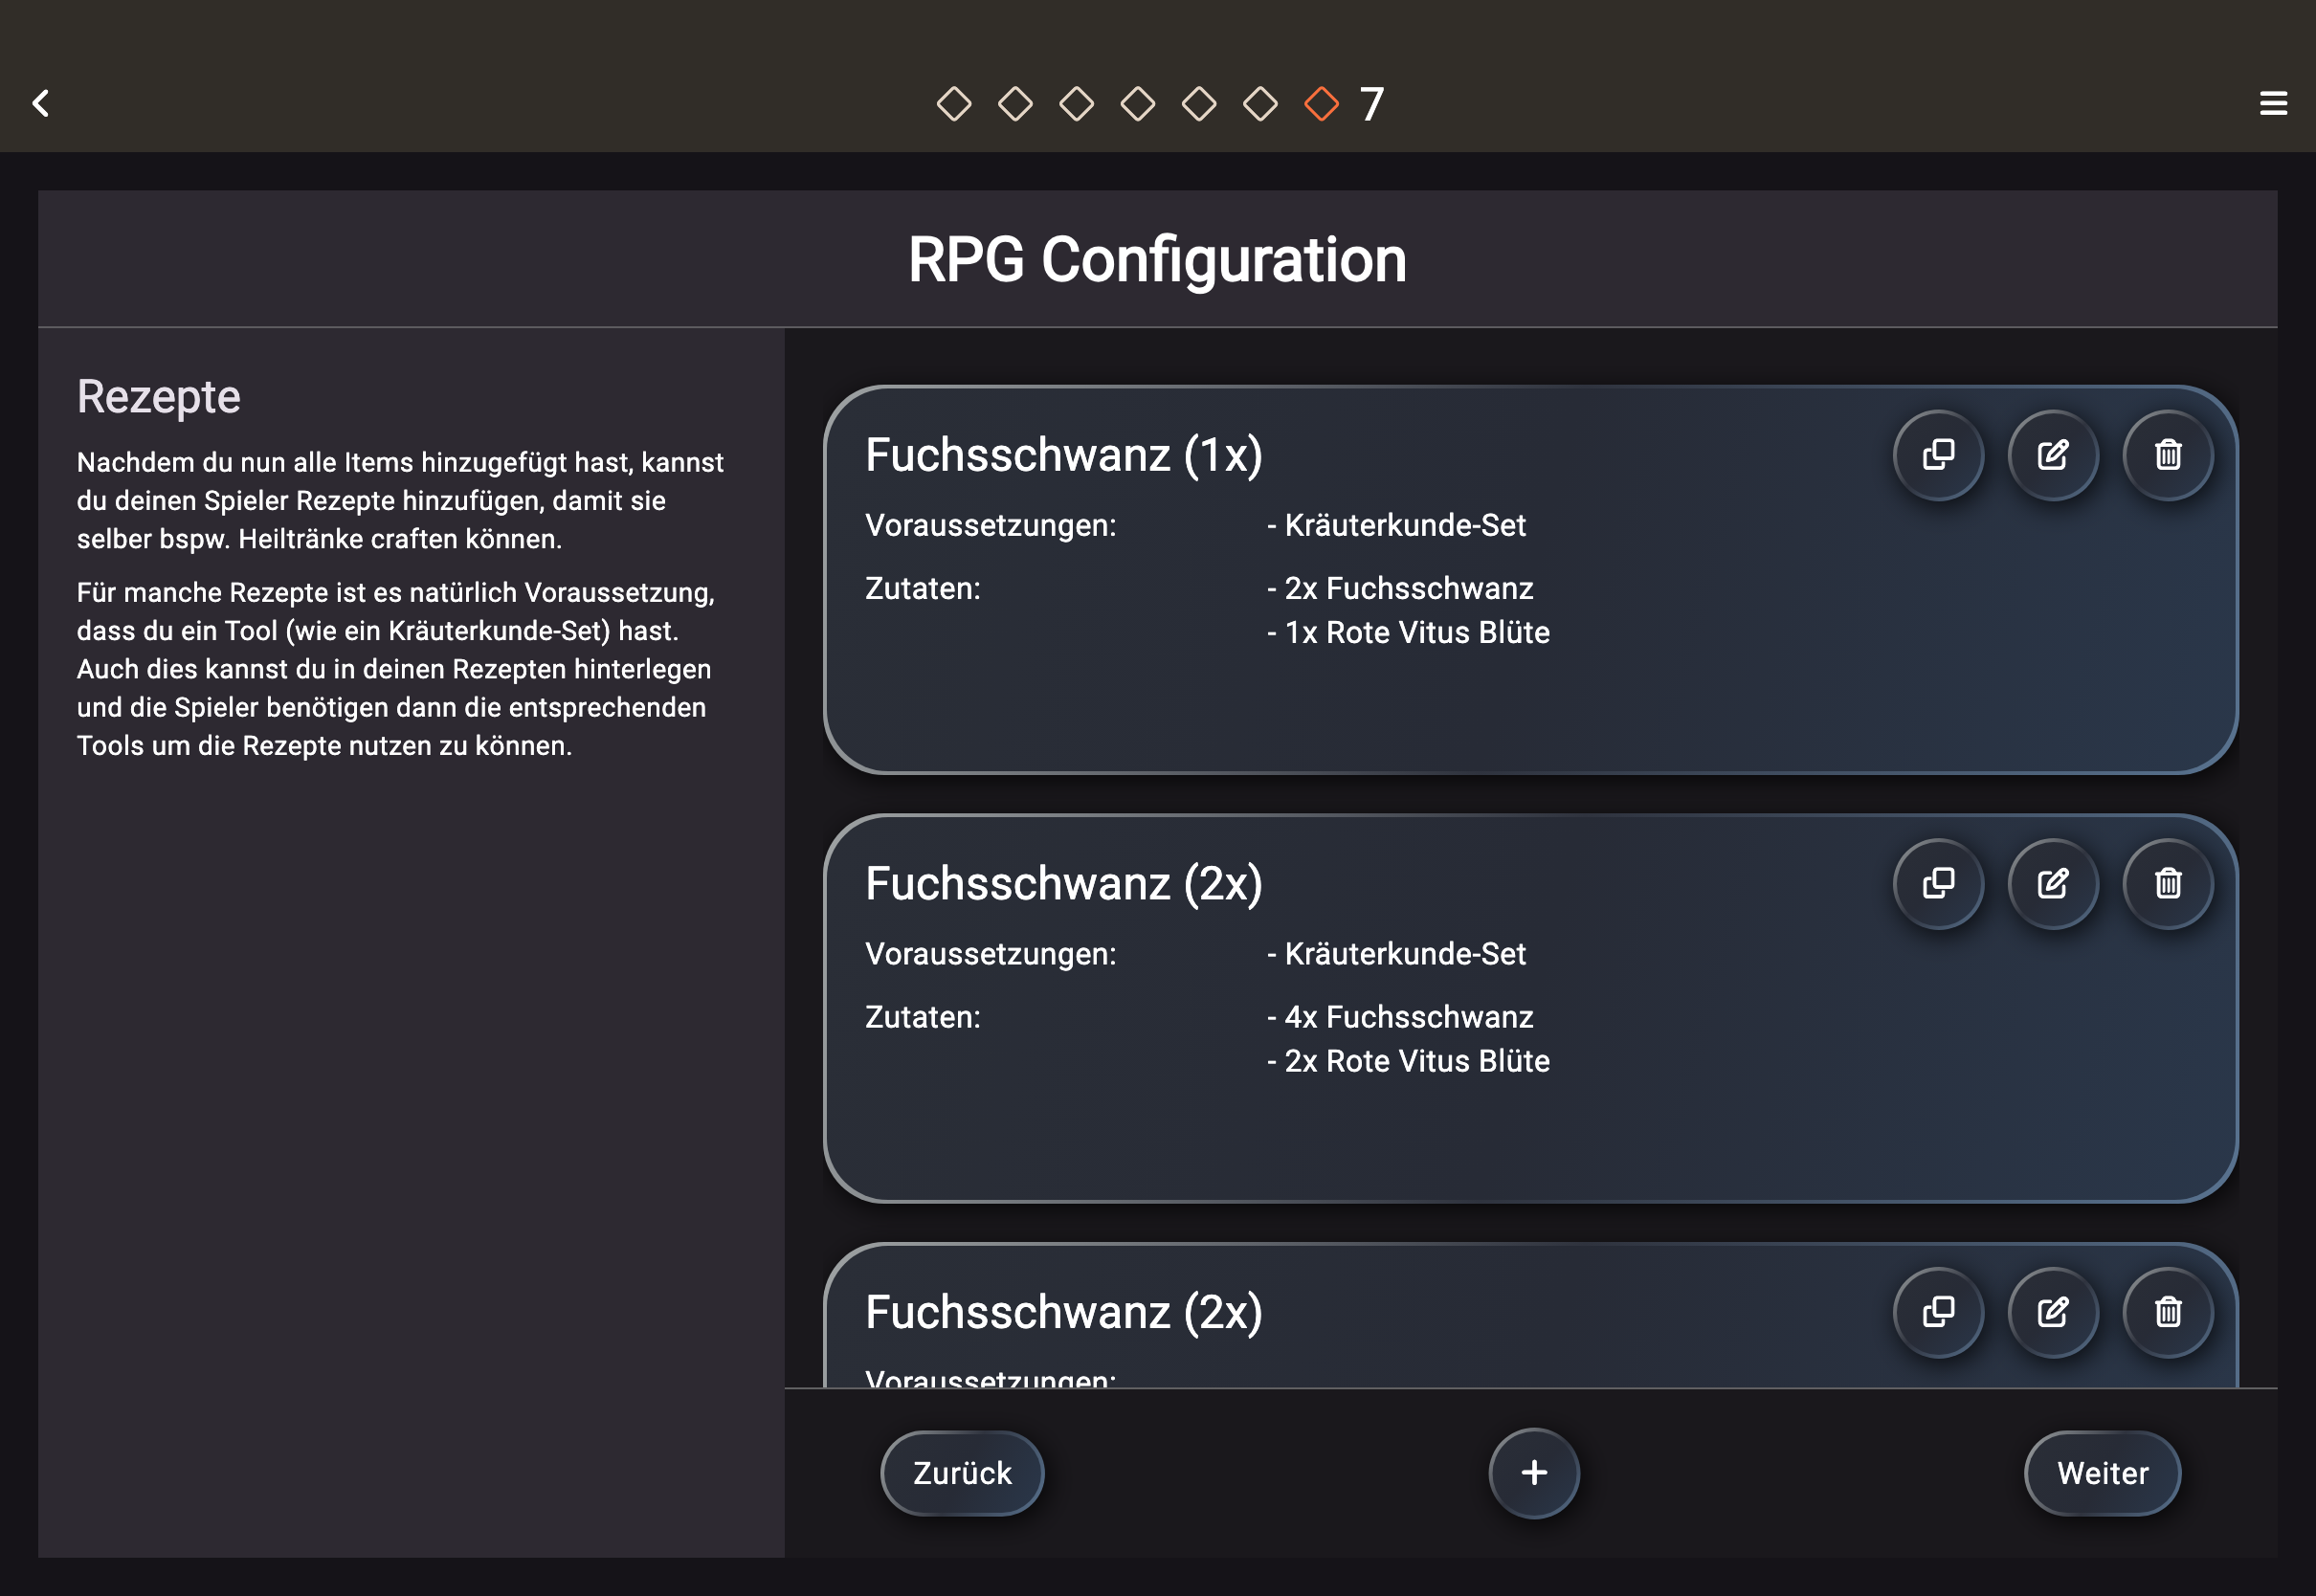 7
RPG Configuration
Rezepte
Nachdem du nun alle Items hinzugefügt hast, kannst
du deinen Spieler Rezepte hinzufügen, damit sie
selber bspw. Heiltränke craften können.
Für manche Rezepte ist es natürlich Voraussetzung,
dass du ein Tool (wie ein Kräuterkunde-Set) hast.
Auch dies kannst du in deinen Rezepten hinterlegen
und die Spieler benötigen dann die entsprechenden
Tools um die Rezepte nutzen zu können.
Fuchsschwanz (1x)
Voraussetzungen: - Kräuterkunde-Set
Zutaten: - 2x Fuchsschwanz
- 1x Rote Vitus Blüte
Fuchsschwanz (2x)
Voraussetzungen: - Kräuterkunde-Set
Zutaten: - 4x Fuchsschwanz
- 2x Rote Vitus Blüte
Fuchsschwanz (2x)
Voraussetzungen:
Zurück + Weiter